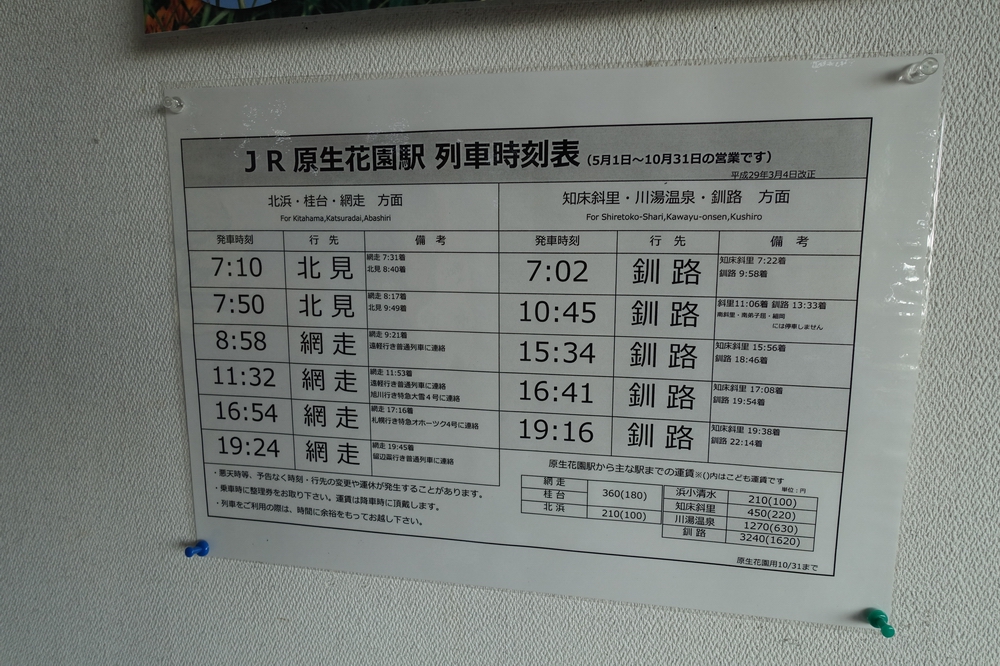 JR原生花園駅 列車時刻表 (5月1日～10月31日の営業です)
平成29年3月4日改正
北浜・桂台・網走 方面
For Kitahama,Katsuradai,Abashiri
発車時刻 行先 備考
7:10 北見 網走 7:31着
北見 8:40着
7:50 北見 網走 8:17着
北見 9:49着
8:58 網走 網走 9:21着
遠軽行き普通列車に連絡
11:32 網走 網走 11:53着
遠軽行き普通列車に連絡
旭川行き特急大雪4号に連絡
16:54 網走 網走 17:16着
札幌行き特急オホーツク4号に連絡
19:24 網走 網走 19:45着
留辺蘂行き普通列車に連絡
・悪天時等、予告なく時刻・行先の変更や運休が発生することがあります。
・乗車時に整理券をお取り下さい。運賃は降車時に頂戴します。
・列車をご利用の際は、時間に余裕をもってお越し下さい。
知床斜里・川湯温泉・釧路 方面
For Shiretoko-Shari,Kawayu-onsen,Kushiro
発車時刻 行先 備考
7:02 釧路 知床斜里 7:22着
釧路 9:58着
10:45 釧路 斜里11:06着 釧路 13:33着
南斜里・南弟子屈・細岡
には停車しません
15:34 釧路 知床斜里 15:56着
釧路 18:46着
16:41 釧路 知床斜里 17:08着
釧路 19:54着
19:16 釧路 知床斜里 19:38着
釧路 22:14着
原生花園駅から主な駅までの運賃※()内はこども運賃です
単位:円
網走
桂台 360(180)
北浜 210(100)
浜小清水 210(100)
知床斜里 450(220)
川湯温泉 1270(630)
釧路 3240(1620)
原生花園用10/31まで